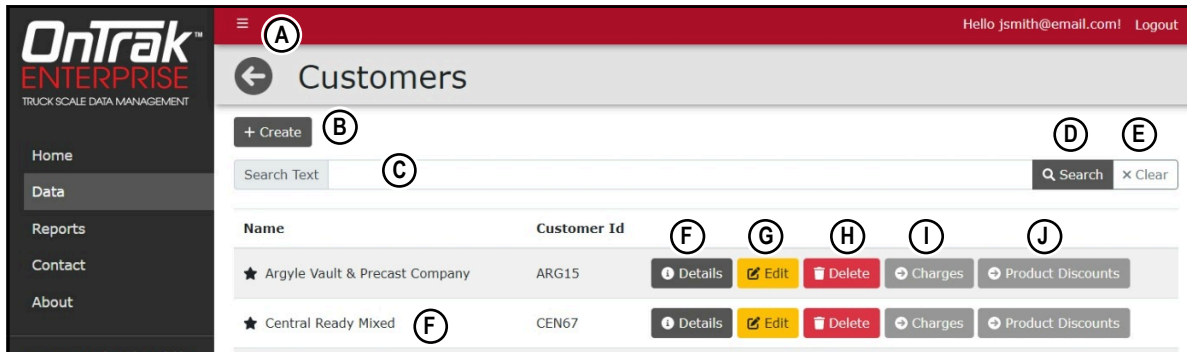 OnTrak™
ENTERPRISE
TRUCK SCALE DATA MANAGEMENT
Home
Data
Reports
Contact
About
A
Hello jsmith@email.com! Logout
Customers
+ Create B
D E
Search Text C Search × Clear
Name Customer Id F G H I J
★ Argyle Vault & Precast Company ARG15 Details Edit Delete Charges Product Discounts
★ Central Ready Mixed F CEN67 Details Edit Delete Charges Product Discounts